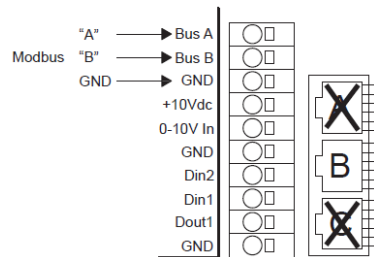 "A" Bus A
Modbus "B" Bus B
GND GND
+10Vdc
0-10V In
GND
Din2
Din1
Dout1
GND
A
B
C